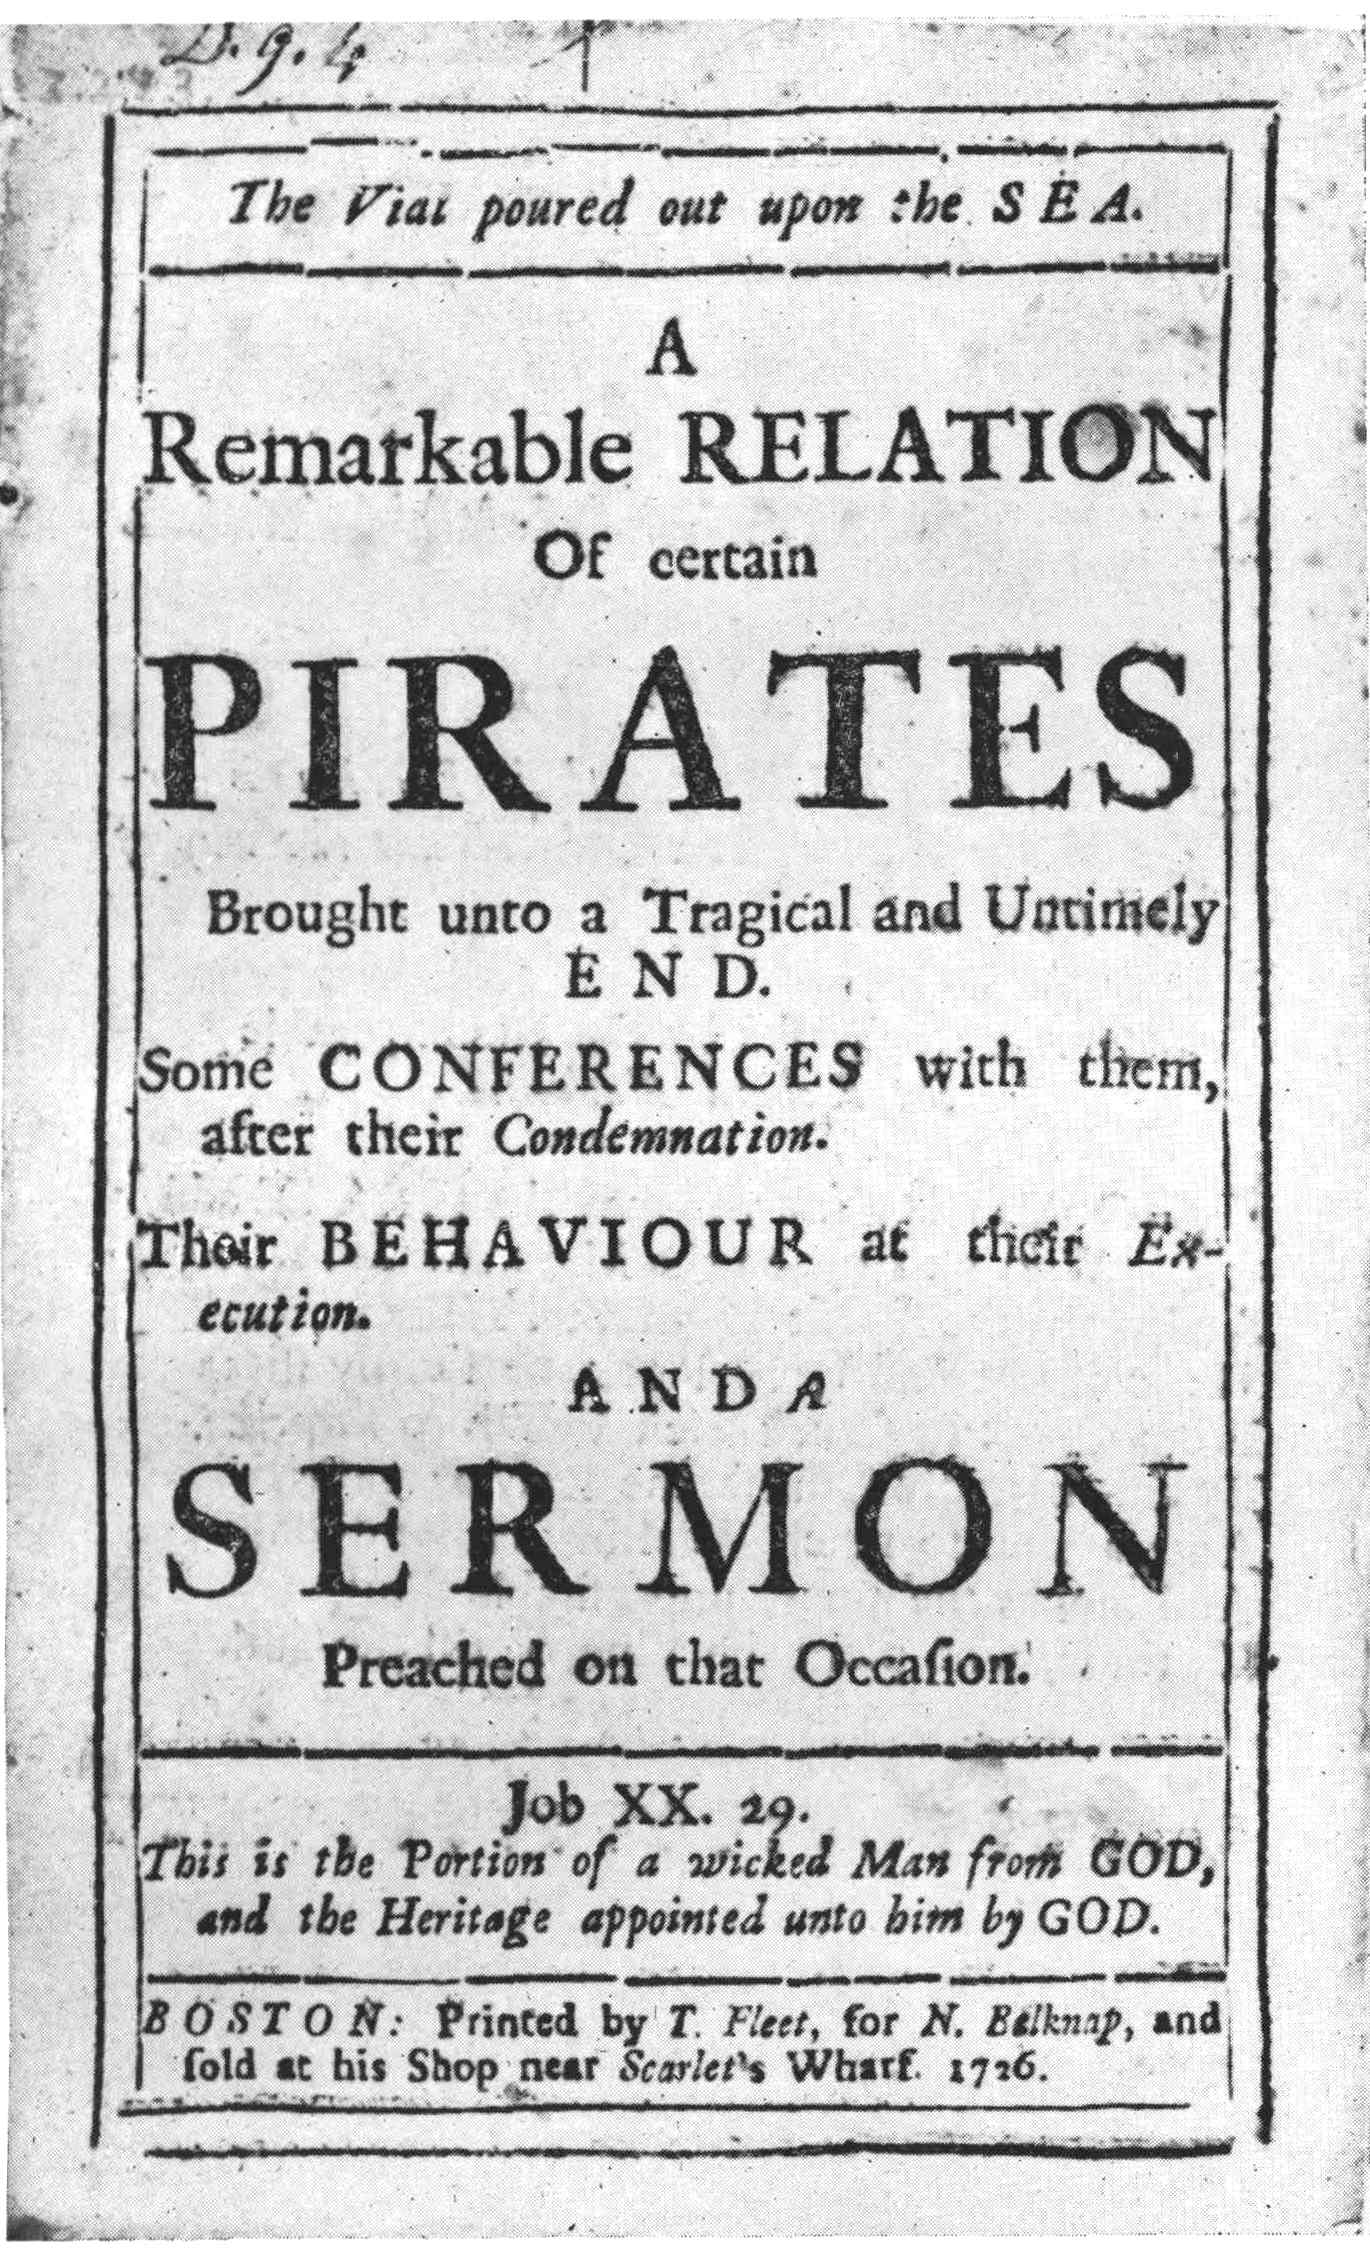 D. 9. 4
The Vial poured out upon the SEA.
A
Remarkable RELATION
Of certain
PIRATES
Brought unto a Tragical and Untimely
END.
Some CONFERENCES with them,
after their Condemnation.
Their BEHAVIOUR at their Ex-
ecution.
AND A
SERMON
Preached on that Occaſion.
Job XX. 29.
This is the Portion of a wicked Man from GOD,
and the Heritage appointed unto him by GOD.
BOSTON: Printed by T. Fleet, for N. Belknap, and
ſold at his Shop near Scarlet's Wharf. 1726.